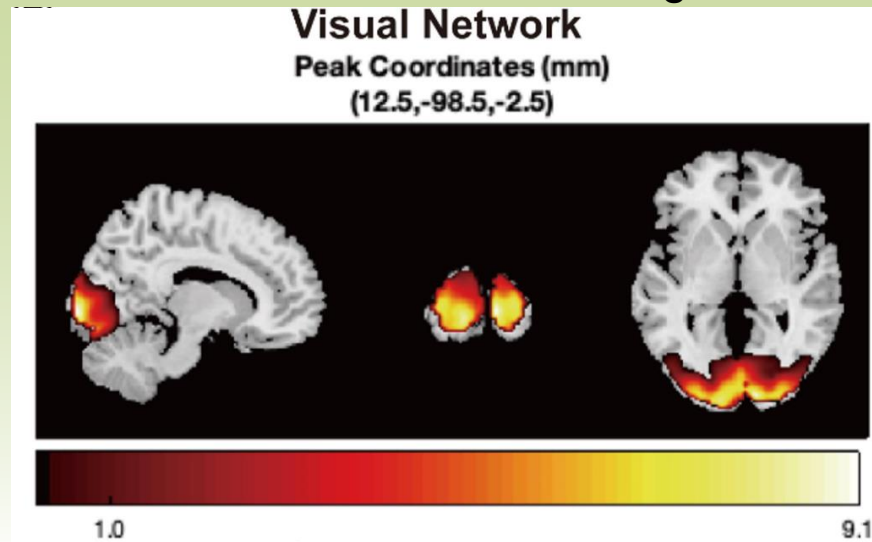 Visual Network
Peak Coordinates (mm)
(12.5,-98.5,-2.5)
1.0
9.1